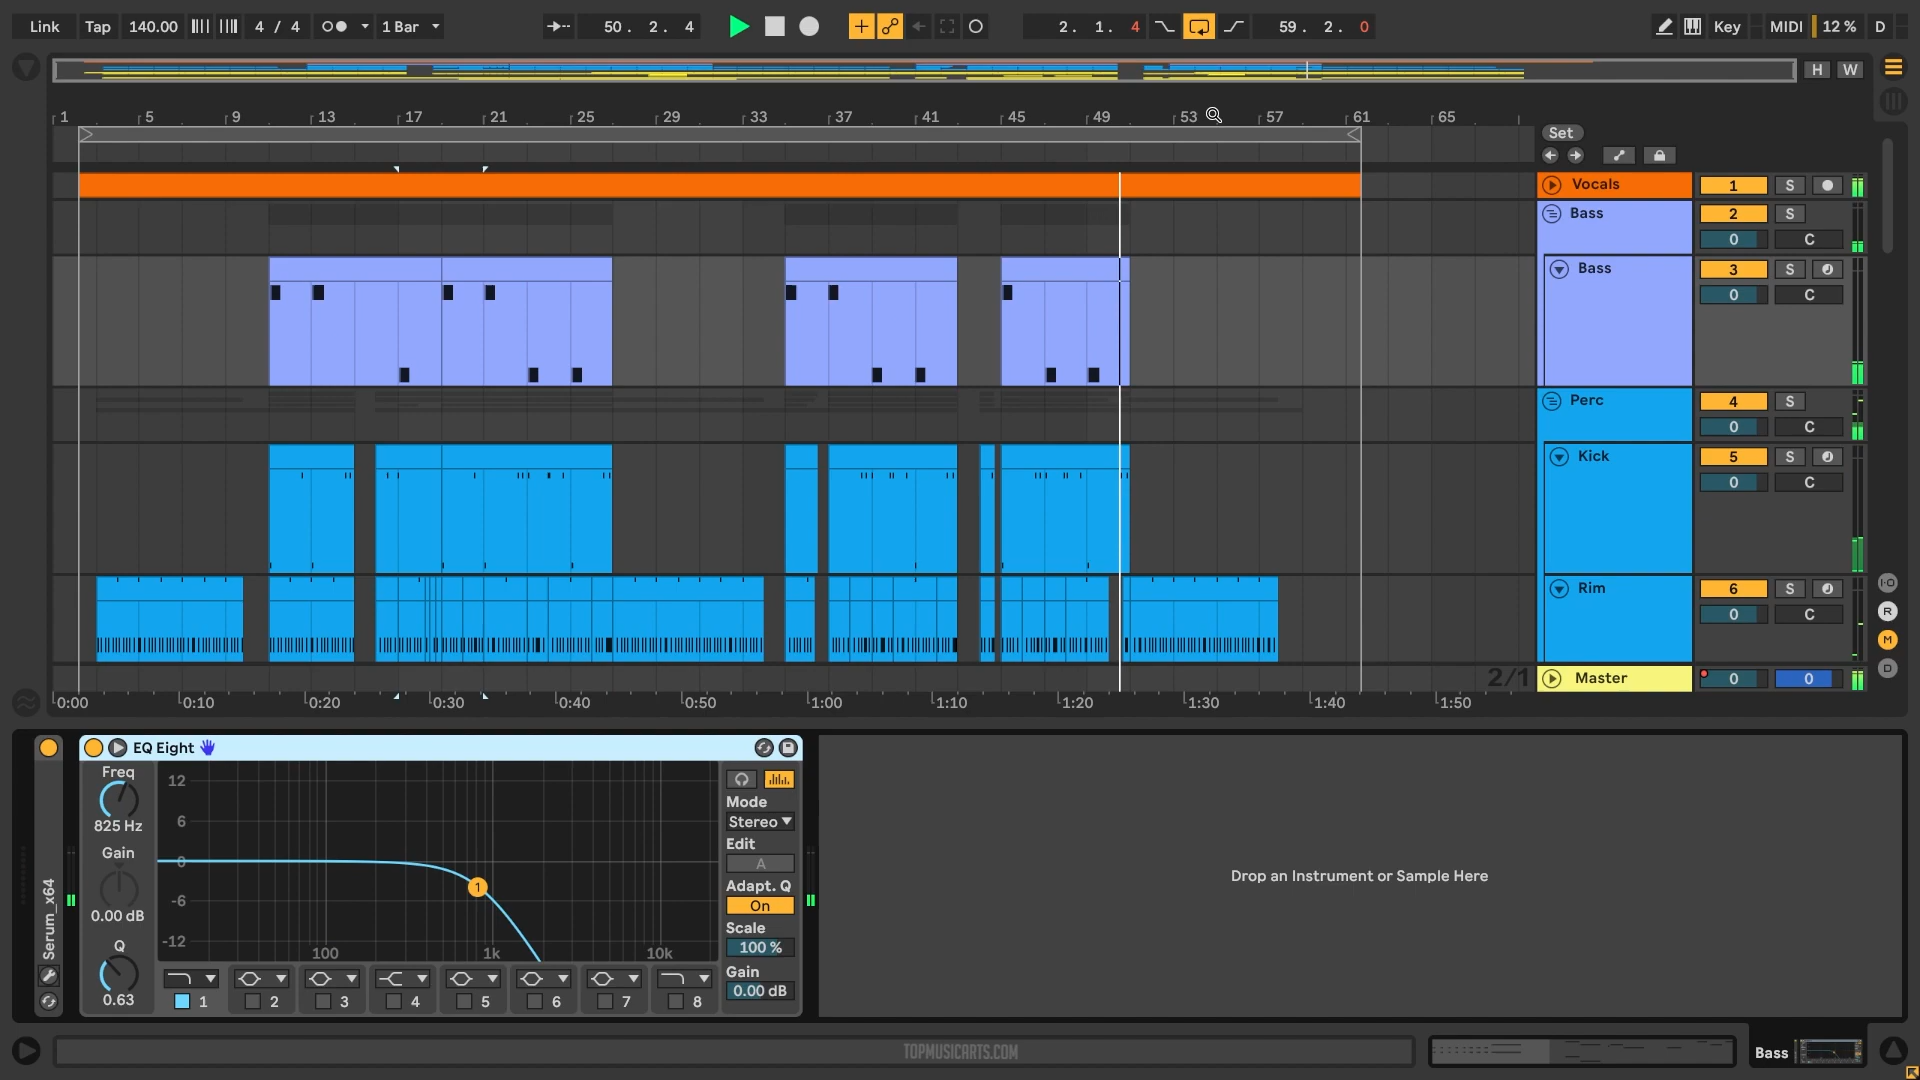 Link Tap 140.00 4 / 4 1 Bar 50. 2. 4 2. 1. 4 59. 2. 0 Key MIDI 12 % D
H W
1 5 9 13 17 21 25 29 33 37 41 45 49 53 57 61 65
Set
Vocals 1 S
Bass 2 S
0 C
Bass 3 S
0 C
Perc 4 S
0 C
Kick 5 S
0 C
Rim 6 S
0 C
I·O
R
M
D
2/1 Master 0 0
0:00 0:10 0:20 0:30 0:40 0:50 1:00 1:10 1:20 1:30 1:40 1:50
EQ Eight
Serum_x64
Freq
825 Hz
Gain
0.00 dB
Q
0.63
12
6
0
-6
-12
100 1k 10k
1
1 2 3 4 5 6 7 8
Mode
Stereo
Edit
A
Adapt. Q
On
Scale
100 %
Gain
0.00 dB
Drop an Instrument or Sample Here
TOPMUSICARTS.COM
Bass